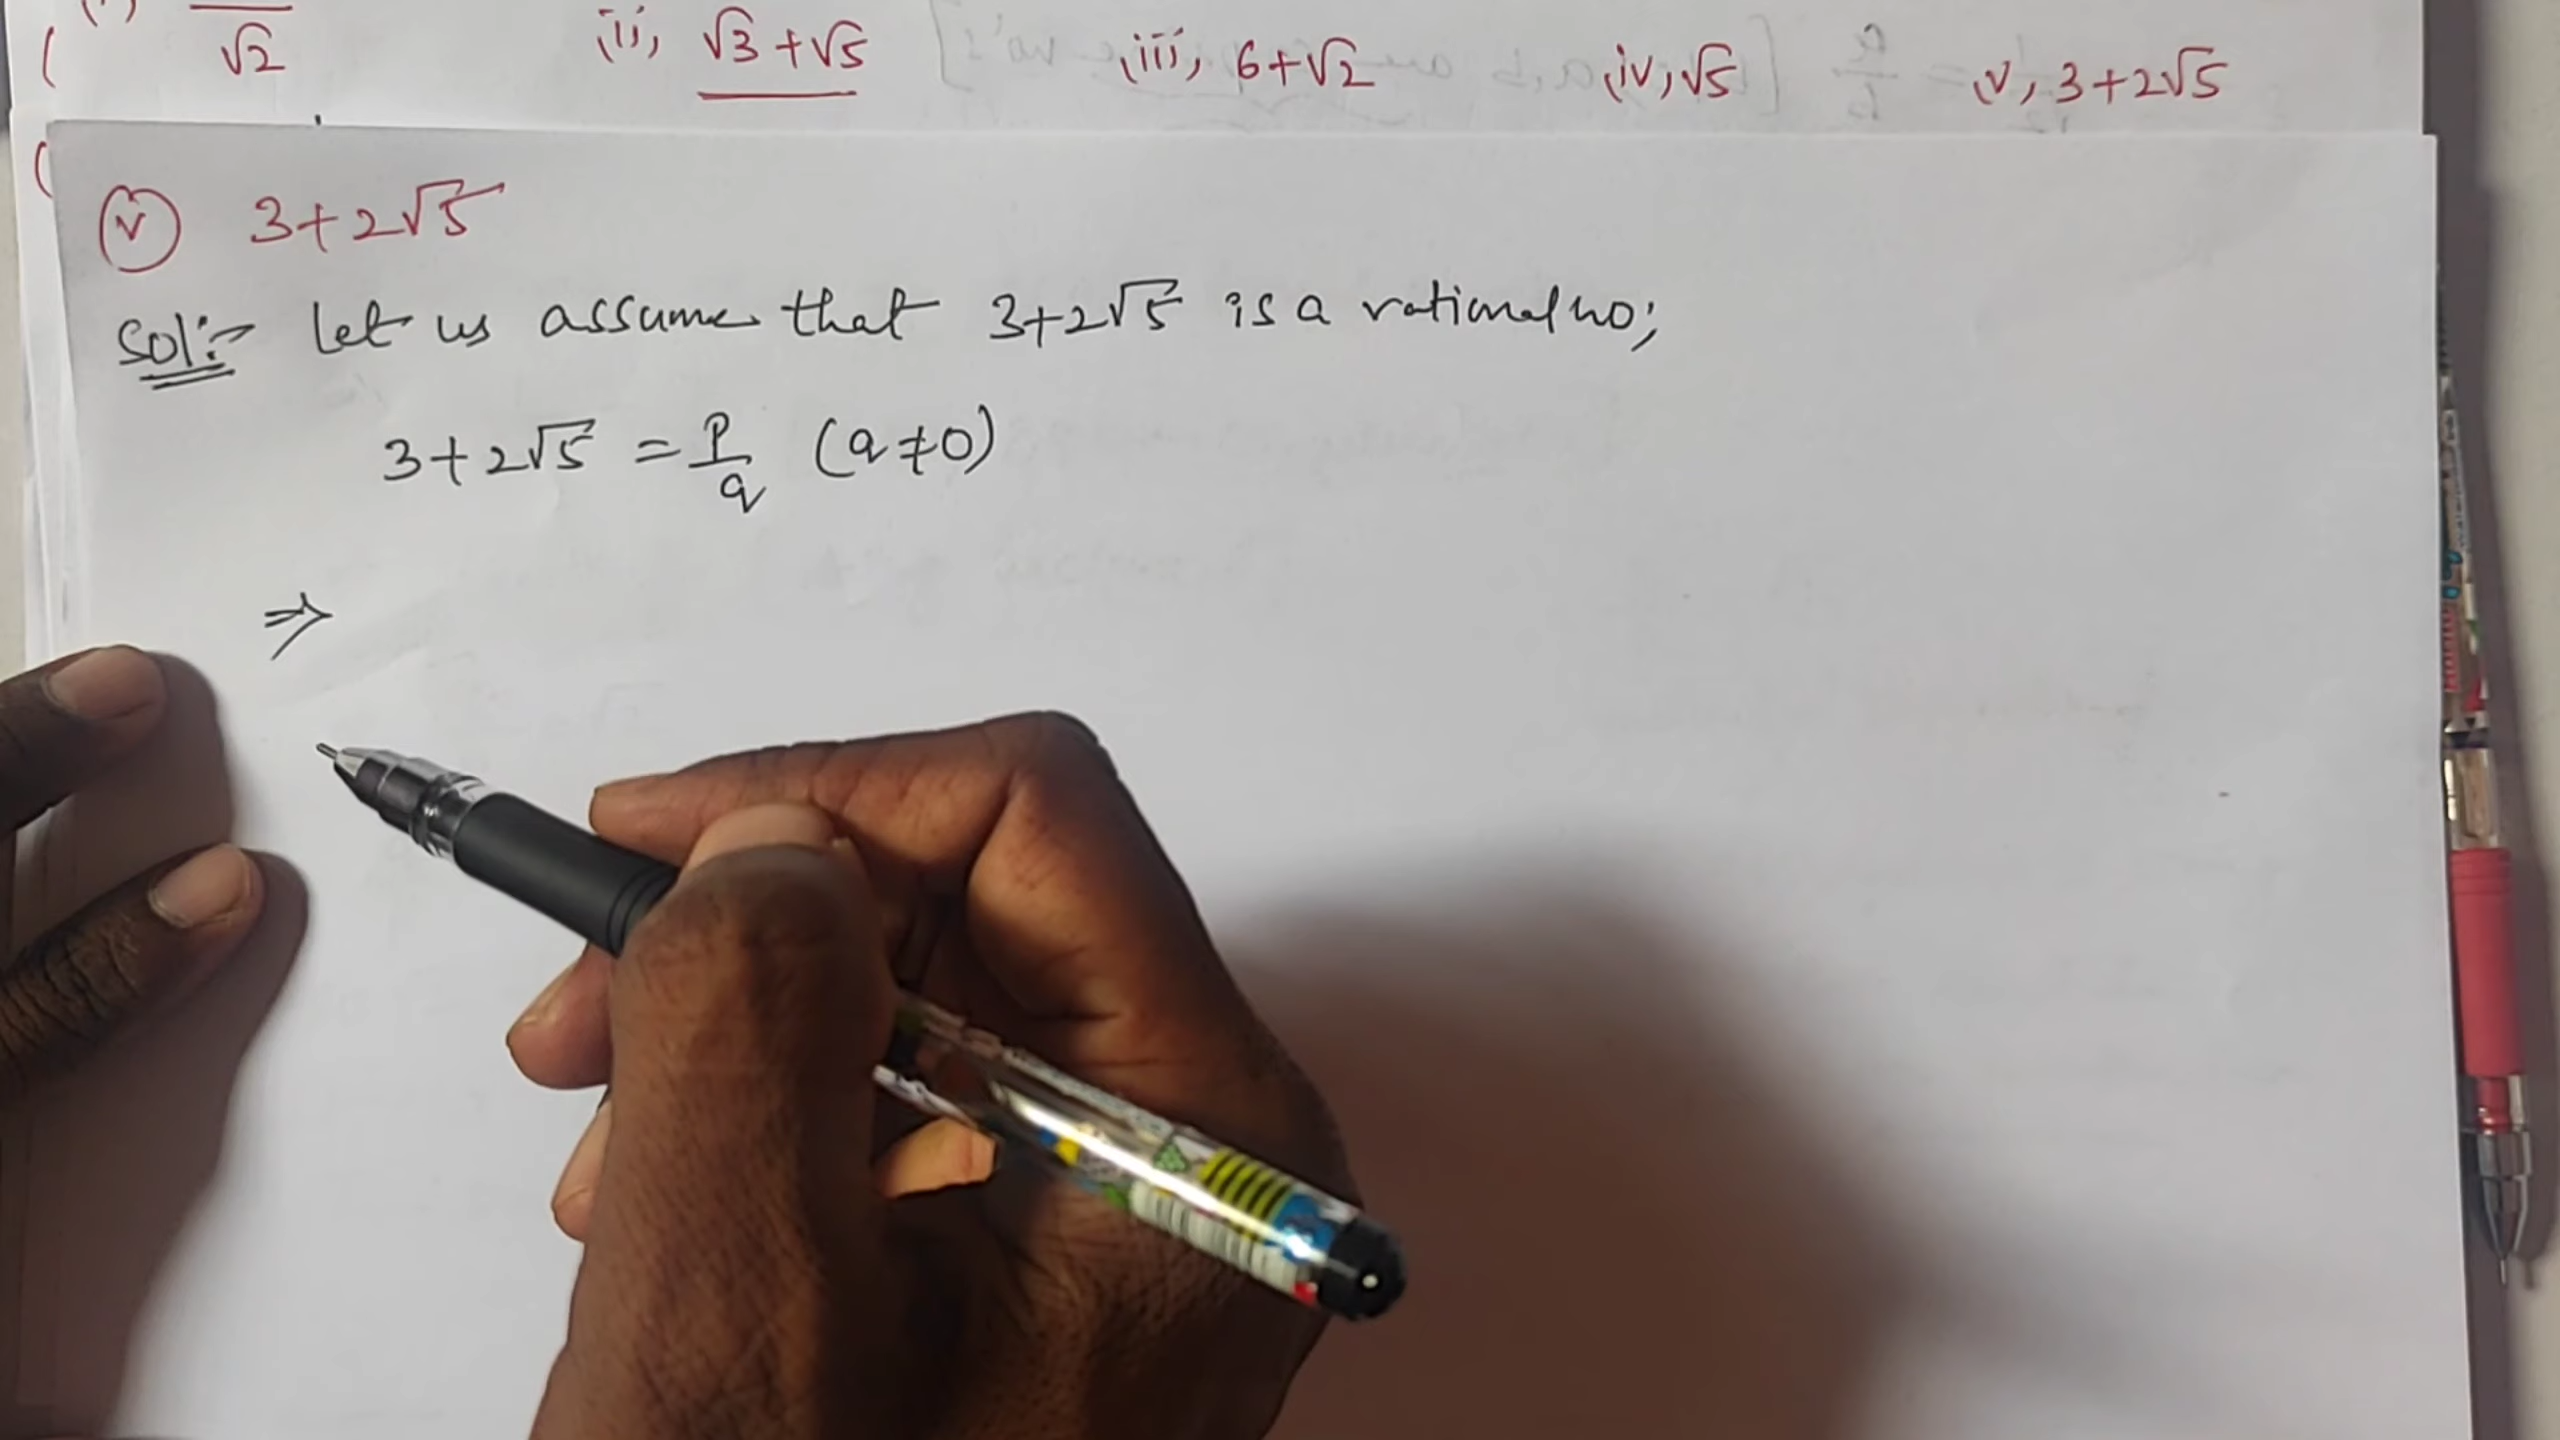 (i) √2 (ii) √3+√5 (iii) 6+√2 (iv) √5 (v) 3+2√5
(v) 3+2√5
Sol:- Let us assume that 3+2√5 is a rational no;
3+2√5 = p/q (q≠0)
⇒